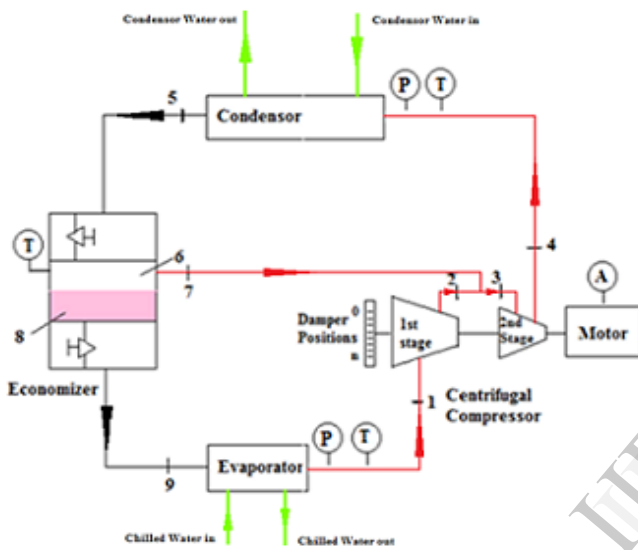 Condensor Water out
Condensor Water in
5
Condensor
P
T
T
6
7
4
2
3
A
8
Damper
Positions
0
n
1st
stage
2nd
Stage
Motor
Economizer
1
Centrifugal
Compressor
P
T
9
Evaporator
Chilled Water in
Chilled Water out